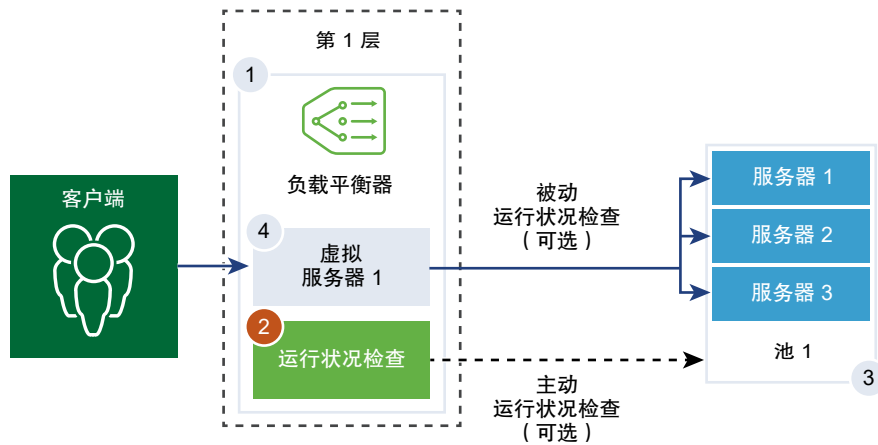 第 1 层
1
负载平衡器
客户端
4
虚拟
服务器 1
2
运行状况检查
被动
运行状况检查
（可选）
主动
运行状况检查
（可选）
服务器 1
服务器 2
服务器 3
池 1
3